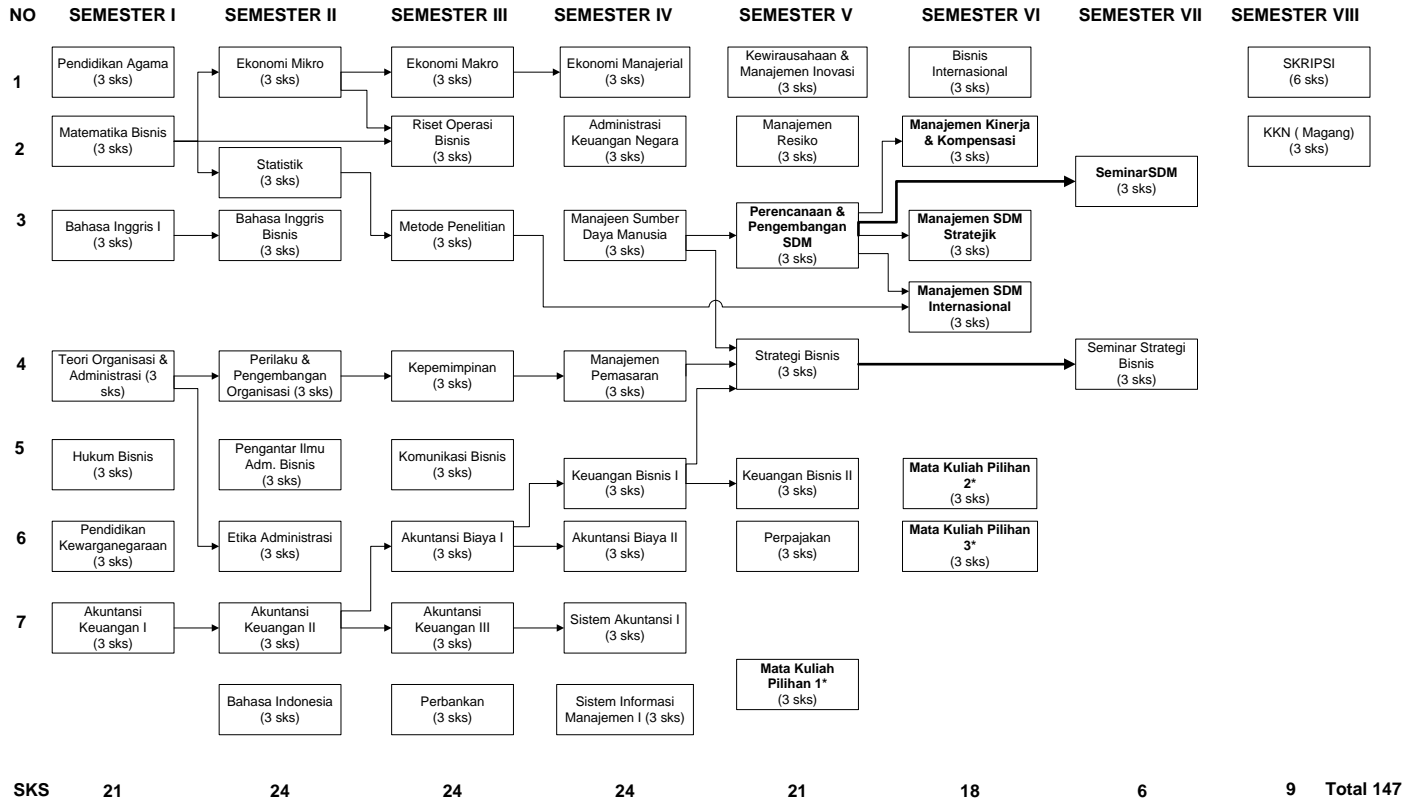 NO SEMESTER I SEMESTER II SEMESTER III SEMESTER IV SEMESTER V SEMESTER VI SEMESTER VII SEMESTER VIII
1
Pendidikan Agama
(3 sks)
Ekonomi Mikro
(3 sks)
Ekonomi Makro
(3 sks)
Ekonomi Manajerial
(3 sks)
Kewirausahaan &
Manajemen Inovasi
(3 sks)
Bisnis
Internasional
(3 sks)
SKRIPSI
(6 sks)
2
Matematika Bisnis
(3 sks)
Statistik
(3 sks)
Riset Operasi
Bisnis
(3 sks)
Administrasi
Keuangan Negara
(3 sks)
Manajemen
Resiko
(3 sks)
Manajemen Kinerja
& Kompensasi
(3 sks)
SeminarSDM
(3 sks)
KKN ( Magang)
(3 sks)
3
Bahasa Inggris I
(3 sks)
Bahasa Inggris
Bisnis
(3 sks)
Metode Penelitian
(3 sks)
Manajeen Sumber
Daya Manusia
(3 sks)
Perencanaan &
Pengembangan
SDM
(3 sks)
Manajemen SDM
Stratejik
(3 sks)
Manajemen SDM
Internasional
(3 sks)
4
Teori Organisasi &
Administrasi (3
sks)
Perilaku &
Pengembangan
Organisasi (3 sks)
Kepemimpinan
(3 sks)
Manajemen
Pemasaran
(3 sks)
Strategi Bisnis
(3 sks)
Seminar Strategi
Bisnis
(3 sks)
5
Hukum Bisnis
(3 sks)
Pengantar Ilmu
Adm. Bisnis
(3 sks)
Komunikasi Bisnis
(3 sks)
Keuangan Bisnis I
(3 sks)
Keuangan Bisnis II
(3 sks)
Mata Kuliah Pilihan
2*
(3 sks)
6
Pendidikan
Kewarganegaraan
(3 sks)
Etika Administrasi
(3 sks)
Akuntansi Biaya I
(3 sks)
Akuntansi Biaya II
(3 sks)
Perpajakan
(3 sks)
Mata Kuliah Pilihan
3*
(3 sks)
7
Akuntansi
Keuangan I
(3 sks)
Akuntansi
Keuangan II
(3 sks)
Akuntansi
Keuangan III
(3 sks)
Sistem Akuntansi I
(3 sks)
Mata Kuliah
Pilihan 1*
(3 sks)
Bahasa Indonesia
(3 sks)
Perbankan
(3 sks)
Sistem Informasi
Manajemen I (3 sks)
SKS 21 24 24 24 21 18 6 9 Total 147